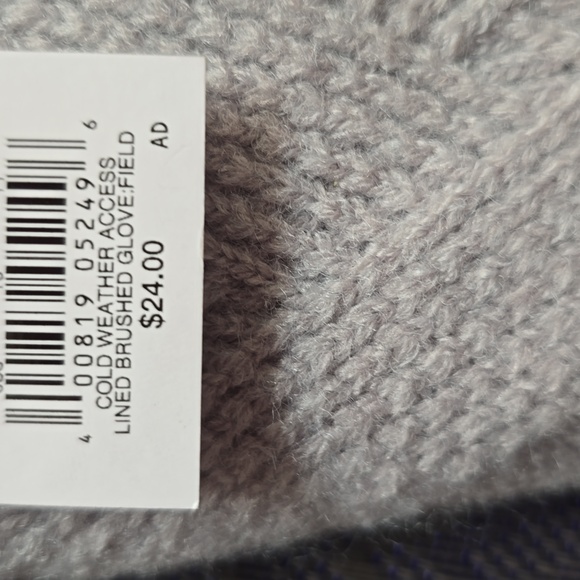 4 00819 05249 6
COLD WEATHER ACCESS
LINED BRUSHED GLOVE:FIELD
$24.00 AD